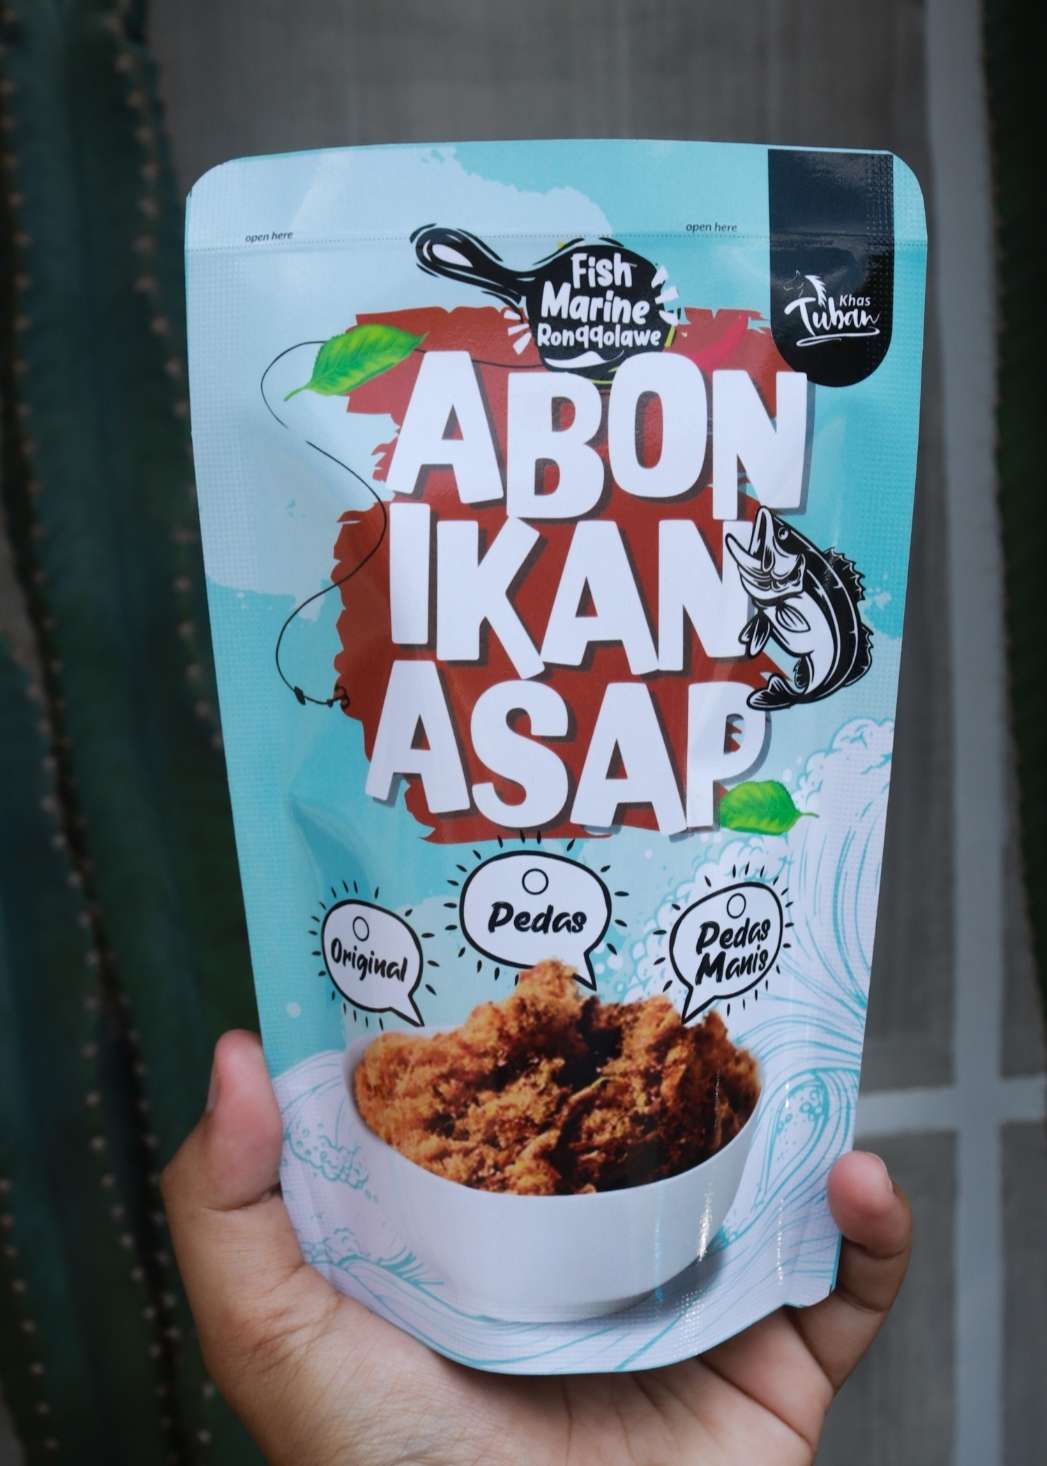 open here
open here
Fish
Marine
Ronggolawe
Khas
Tuban
ABON
IKAN
ASAP
Original
Pedas
Pedas
Manis